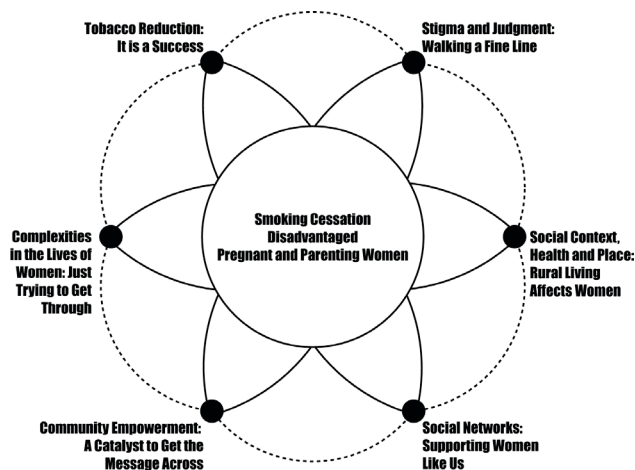 Tobacco Reduction:
It is a Success
Stigma and Judgment:
Walking a Fine Line
Smoking Cessation
Disadvantaged
Pregnant and Parenting Women
Complexities
in the Lives of
Women: Just
Trying to Get
Through
Social Context,
Health and Place:
Rural Living
Affects Women
Community Empowerment:
A Catalyst to Get the
Message Across
Social Networks:
Supporting Women
Like Us